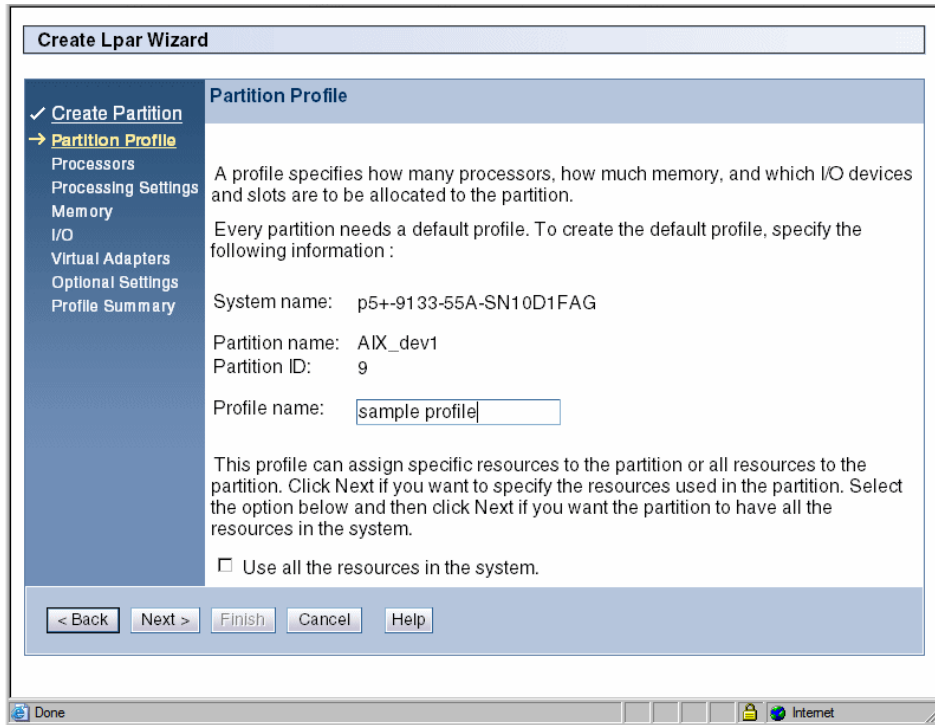 Create Lpar Wizard
✓ Create Partition
→ Partition Profile
Processors
Processing Settings
Memory
I/O
Virtual Adapters
Optional Settings
Profile Summary
Partition Profile
A profile specifies how many processors, how much memory, and which I/O devices
and slots are to be allocated to the partition.
Every partition needs a default profile. To create the default profile, specify the
following information :
System name: p5+-9133-55A-SN10D1FAG
Partition name: AIX_dev1
Partition ID: 9
Profile name: sample profile
This profile can assign specific resources to the partition or all resources to the
partition. Click Next if you want to specify the resources used in the partition. Select
the option below and then click Next if you want the partition to have all the
resources in the system.
Use all the resources in the system.
< Back Next > Finish Cancel Help
Done Internet